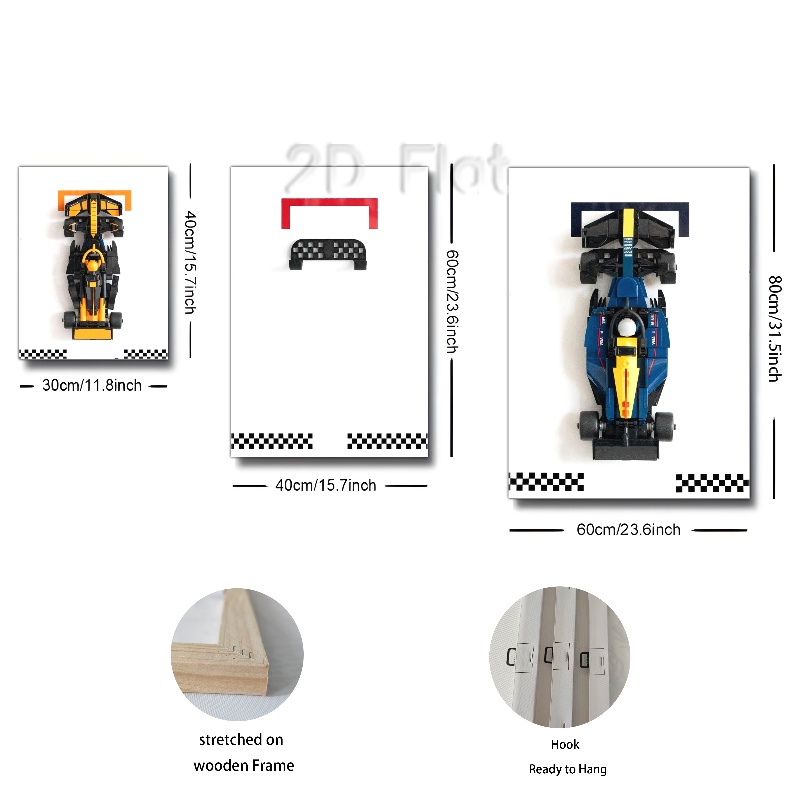 2D Flat
40cm/15.7inch
30cm/11.8inch
60cm/23.6inch
40cm/15.7inch
80cm/31.5inch
60cm/23.6inch
stretched on
wooden Frame
Hook
Ready to Hang